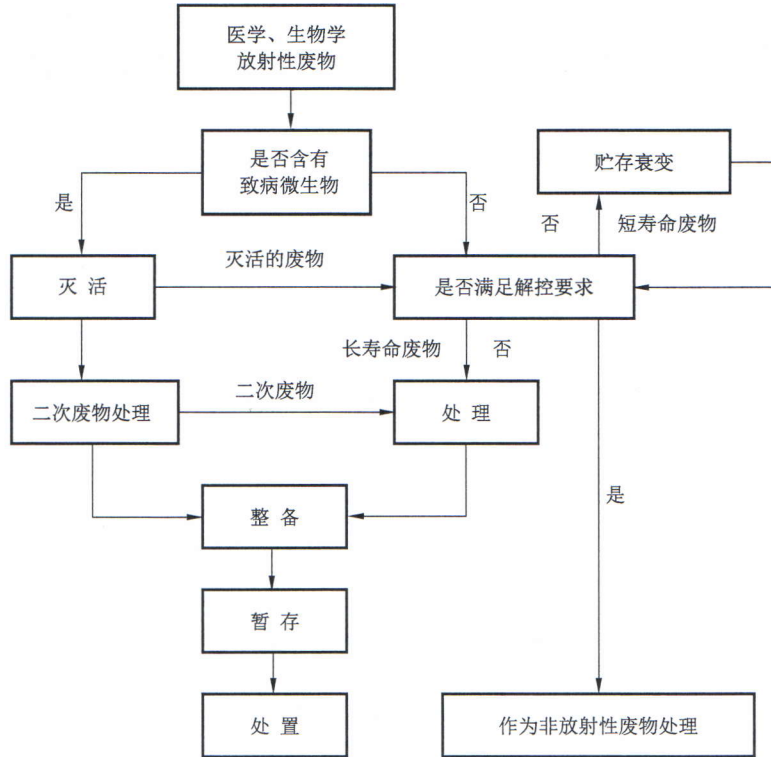 医学、生物学
放射性废物
是否含有
致病微生物
贮存衰变
是
否
否
短寿命废物
灭活的废物
灭 活
是否满足解控要求
长寿命废物
否
二次废物
二次废物处理
处 理
是
整 备
暂 存
处 置
作为非放射性废物处理